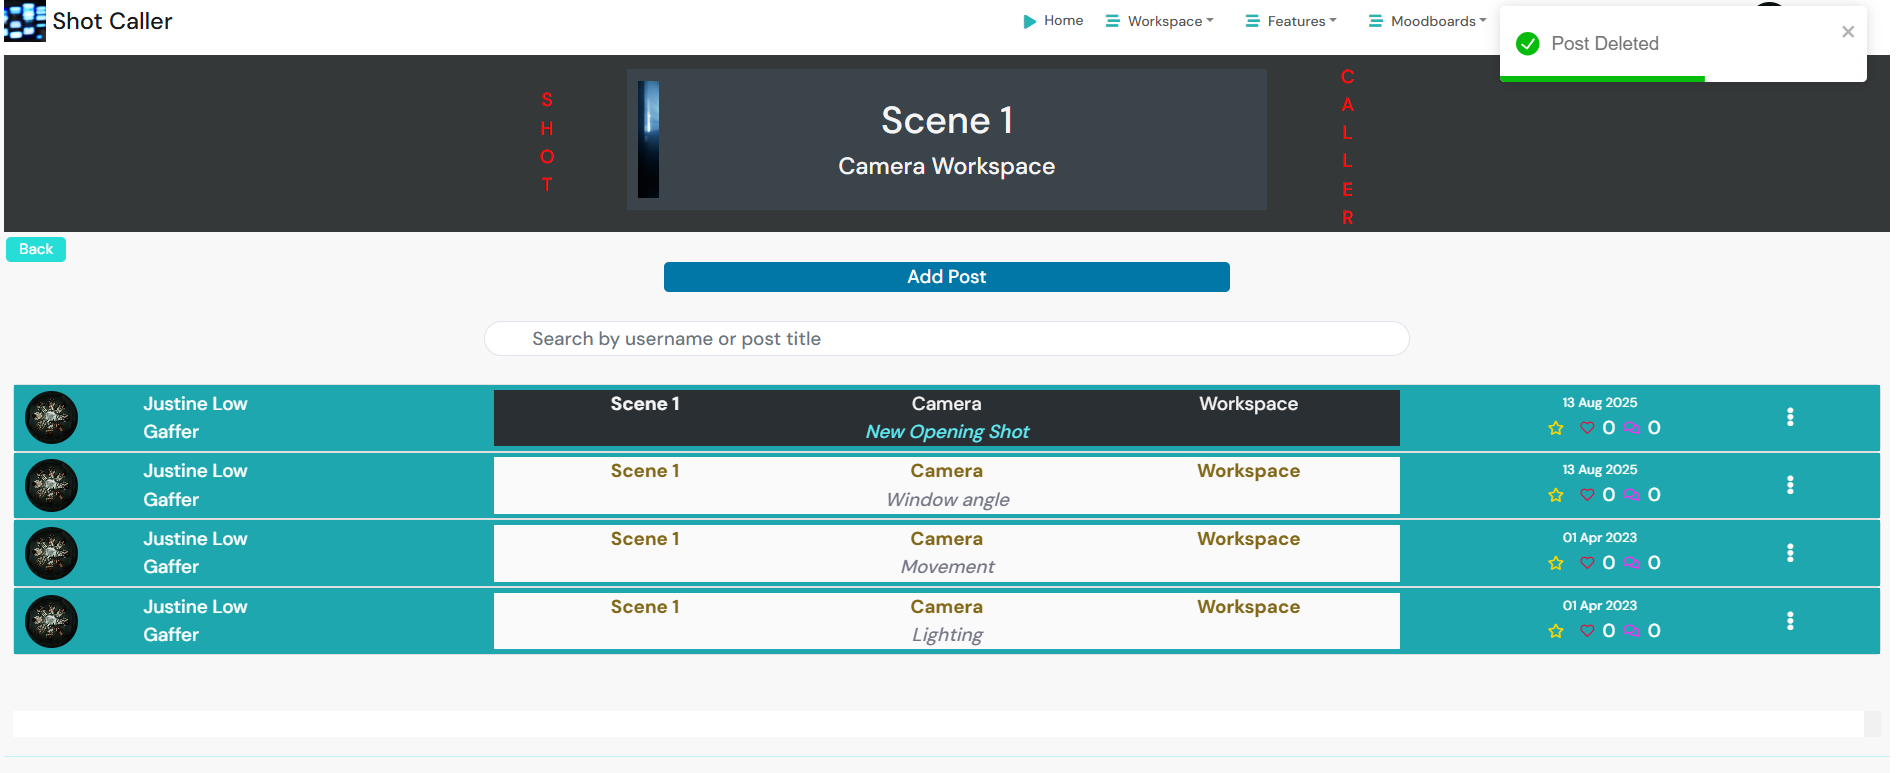 Shot Caller
Home Workspace Features Moodboards
Post Deleted
SHOT
Scene 1
Camera Workspace
CALLER
Back
Add Post
Search by username or post title
Justine Low
Gaffer
Scene 1 Camera Workspace
New Opening Shot
13 Aug 2025
0 0
Justine Low
Gaffer
Scene 1 Camera Workspace
Window angle
13 Aug 2025
0 0
Justine Low
Gaffer
Scene 1 Camera Workspace
Movement
01 Apr 2023
0 0
Justine Low
Gaffer
Scene 1 Camera Workspace
Lighting
01 Apr 2023
0 0